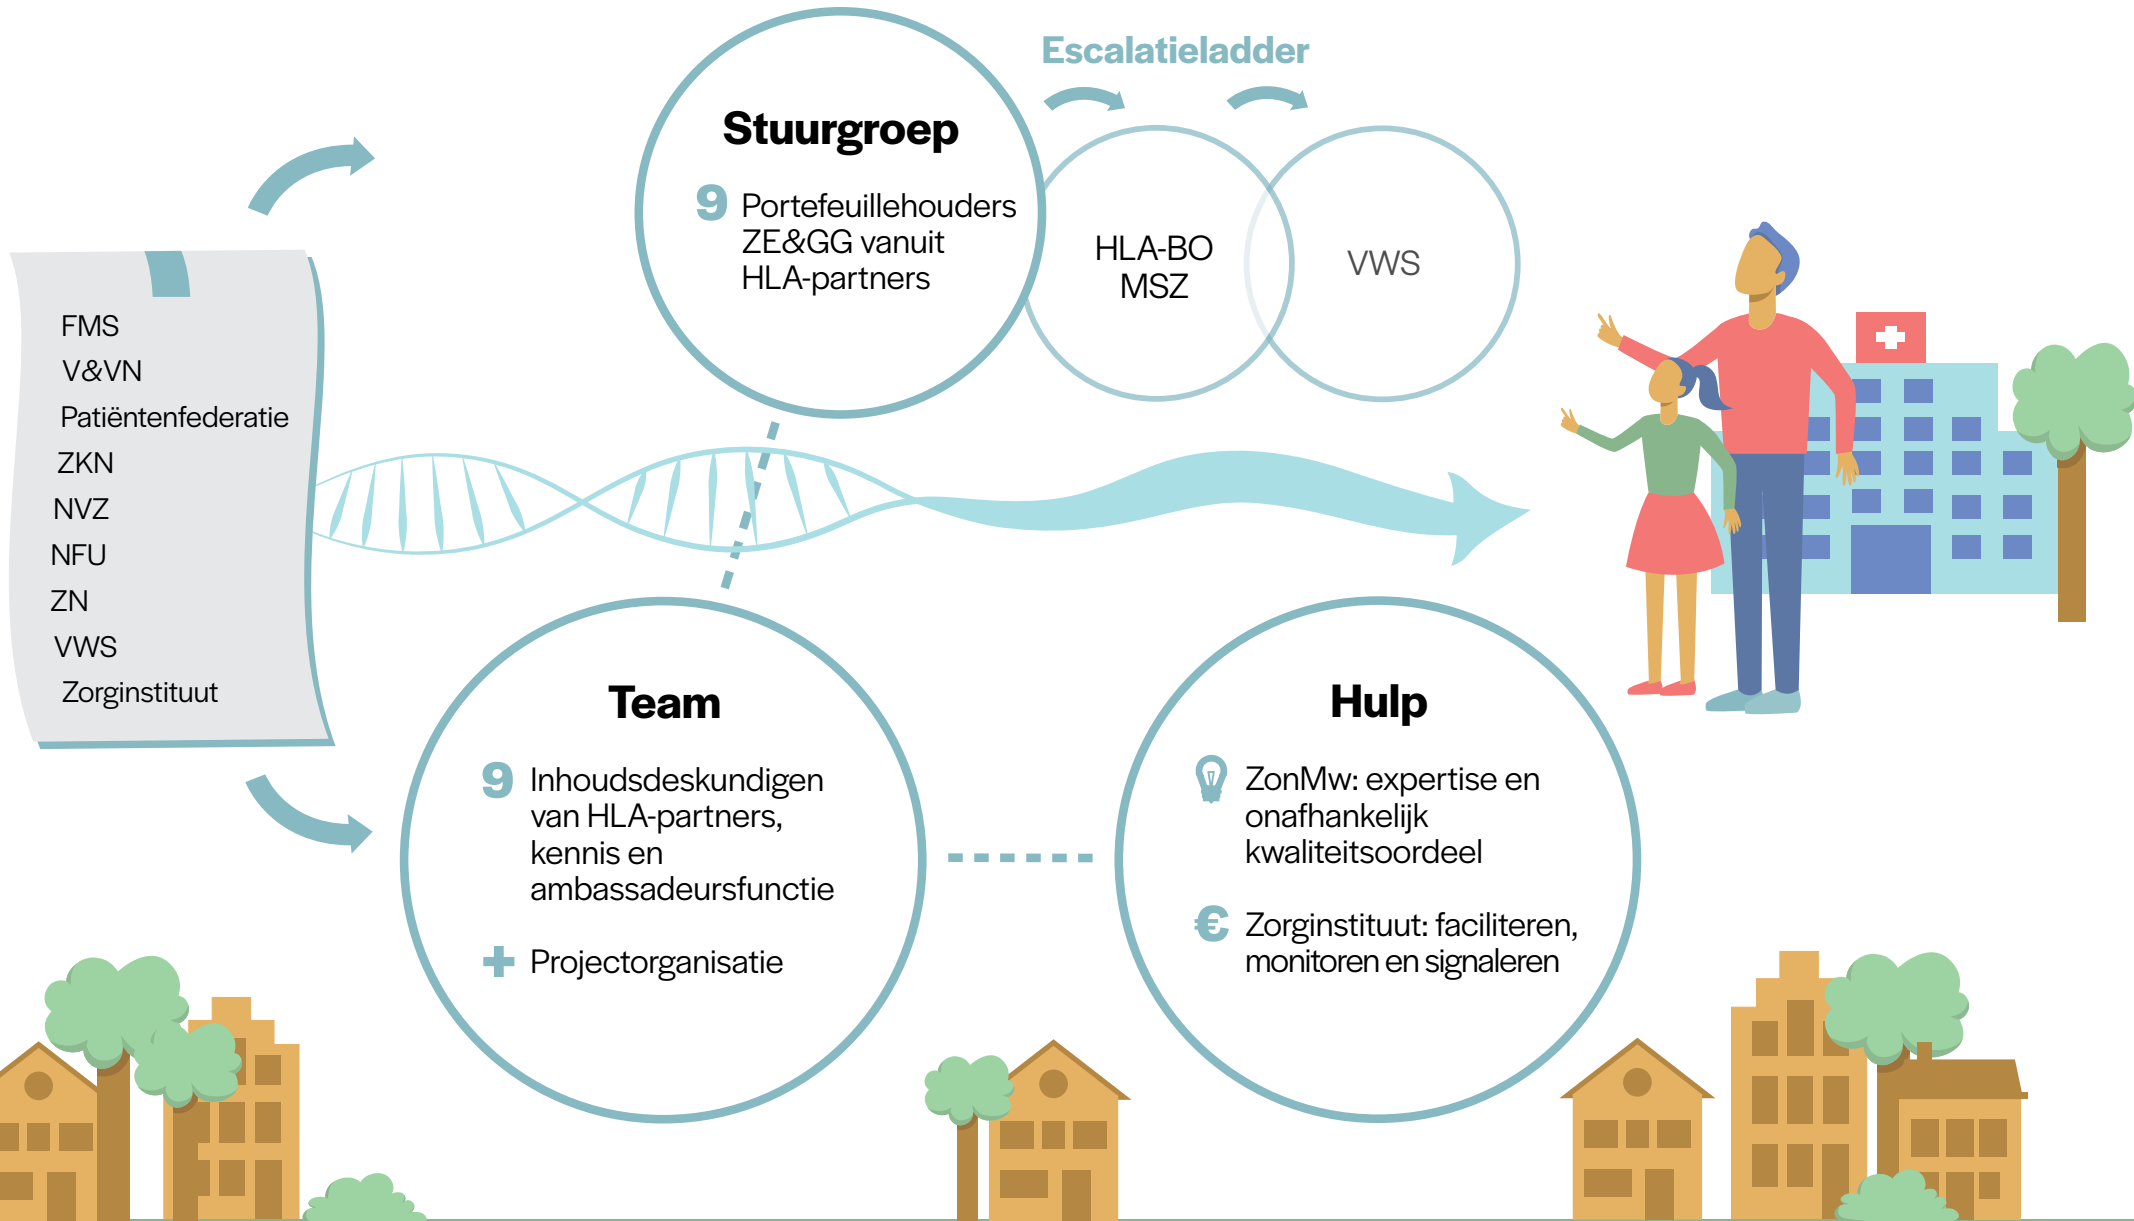 Escalatieladder
Stuurgroep
9 Portefeuillehouders
ZE&GG vanuit
HLA-partners
HLA-BO
MSZ
VWS
FMS
V&VN
Patiëntenfederatie
ZKN
NVZ
NFU
ZN
VWS
Zorginstituut
Team
9 Inhoudsdeskundigen
van HLA-partners,
kennis en
ambassadeursfunctie
+ Projectorganisatie
Hulp
ZonMw: expertise en
onafhankelijk
kwaliteitsoordeel
€ Zorginstituut: faciliteren,
monitoren en signaleren